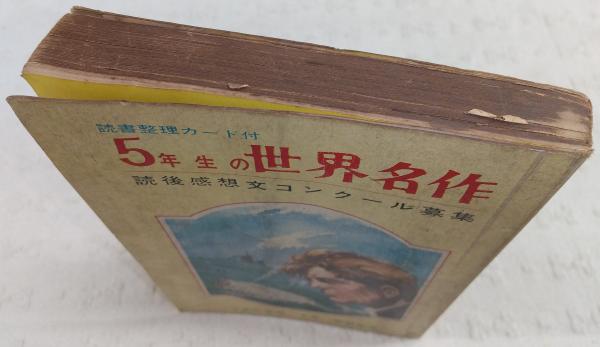 読書整理カード付
5年生の世界名作
読後感想文コンクール募集